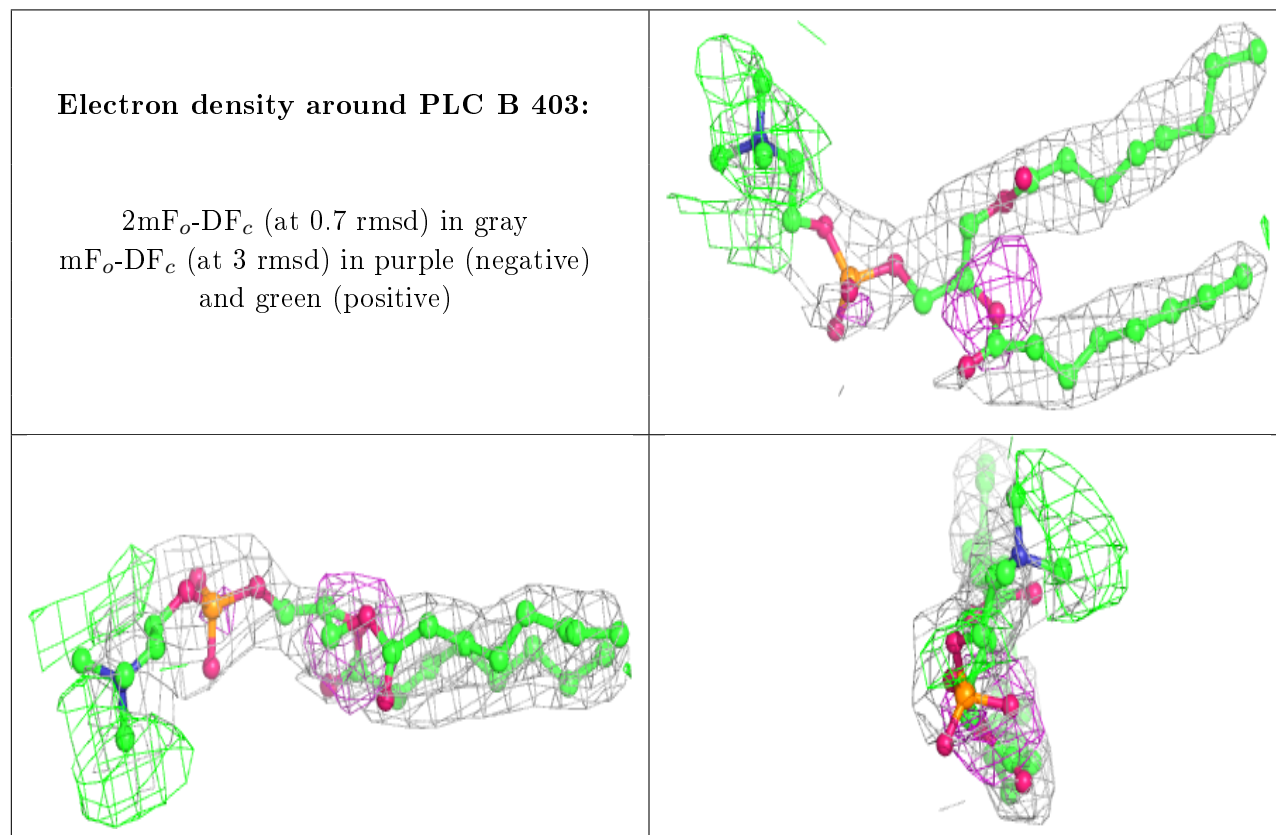 Electron density around PLC B 403:
2mFₒ-DF𝒸 (at 0.7 rmsd) in gray
mFₒ-DF𝒸 (at 3 rmsd) in purple (negative)
and green (positive)